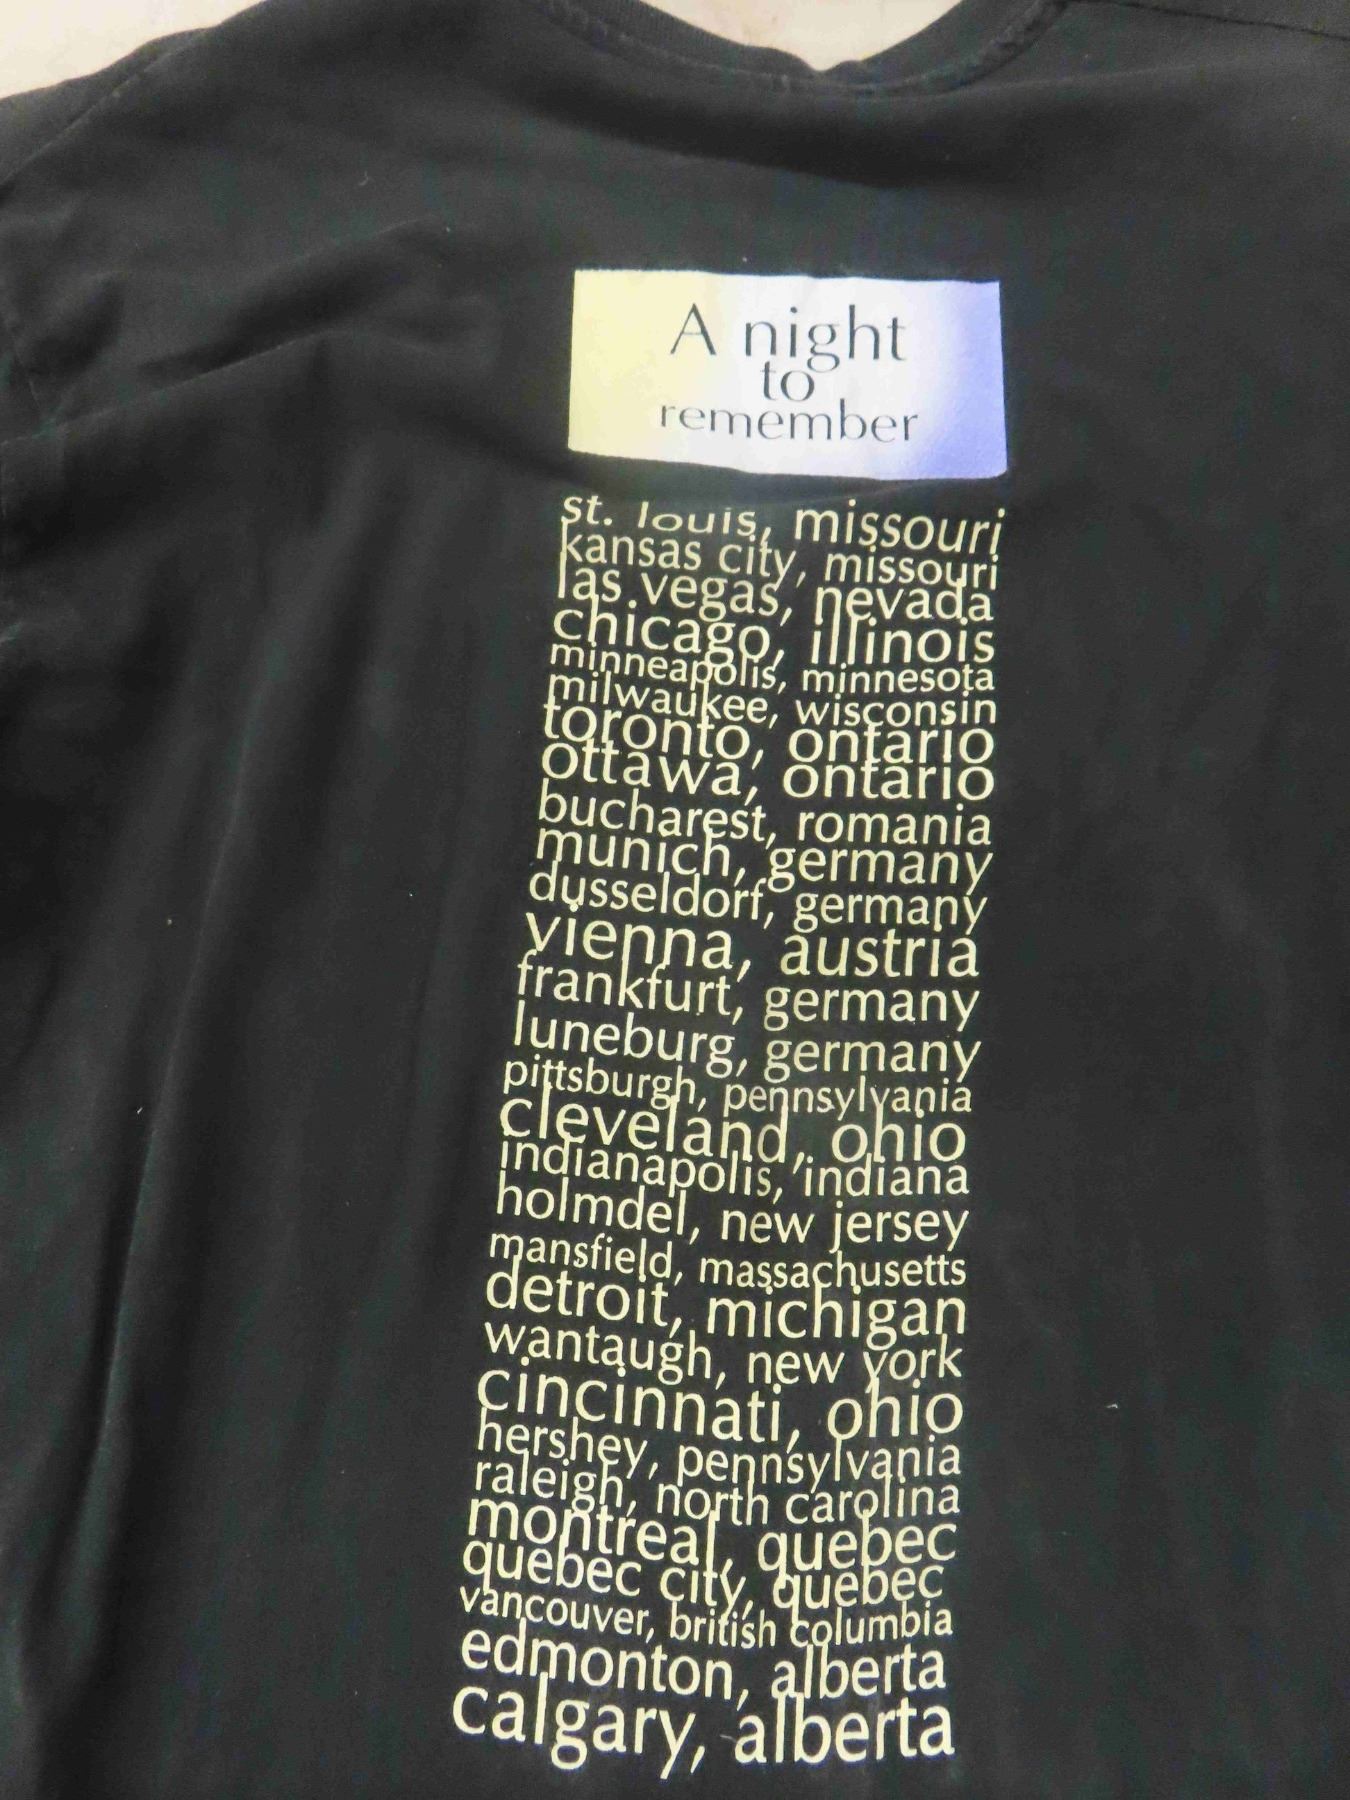 A night
to
remember
st. louis, missouri
kansas city, missouri
las vegas, nevada
chicago, illinois
minneapolis, minnesota
milwaukee, wisconsin
toronto, ontario
ottawa, ontario
bucharest, romania
munich, germany
dusseldorf, germany
vienna, austria
frankfurt, germany
luneburg, germany
pittsburgh, pennsylvania
cleveland, ohio
indianapolis, indiana
holmdel, new jersey
mansfield, massachusetts
detroit, michigan
wantaugh, new york
cincinnati, ohio
hershey, pennsylvania
raleigh, north carolina
montreal, quebec
quebec city, quebec
vancouver, british columbia
edmonton, alberta
calgary, alberta